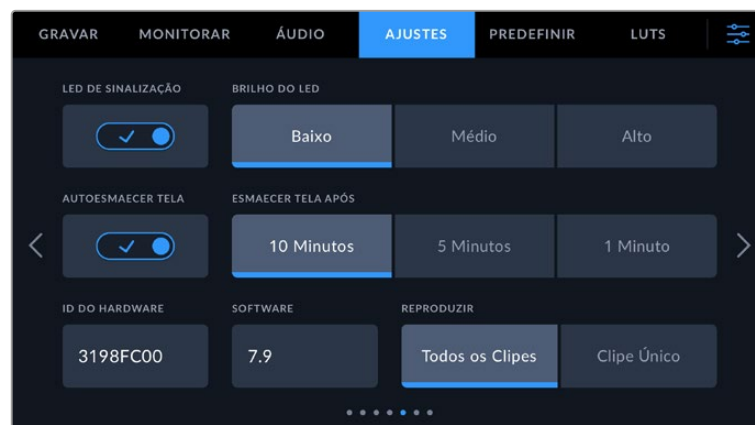 GRAVAR MONITORAR ÁUDIO AJUSTES PREDEFINIR LUTS
LED DE SINALIZAÇÃO BRILHO DO LED
Baixo Médio Alto
AUTOESMAECER TELA ESMAECER TELA APÓS
10 Minutos 5 Minutos 1 Minuto
ID DO HARDWARE SOFTWARE REPRODUZIR
3198FC00 7.9 Todos os Clipes Clipe Único